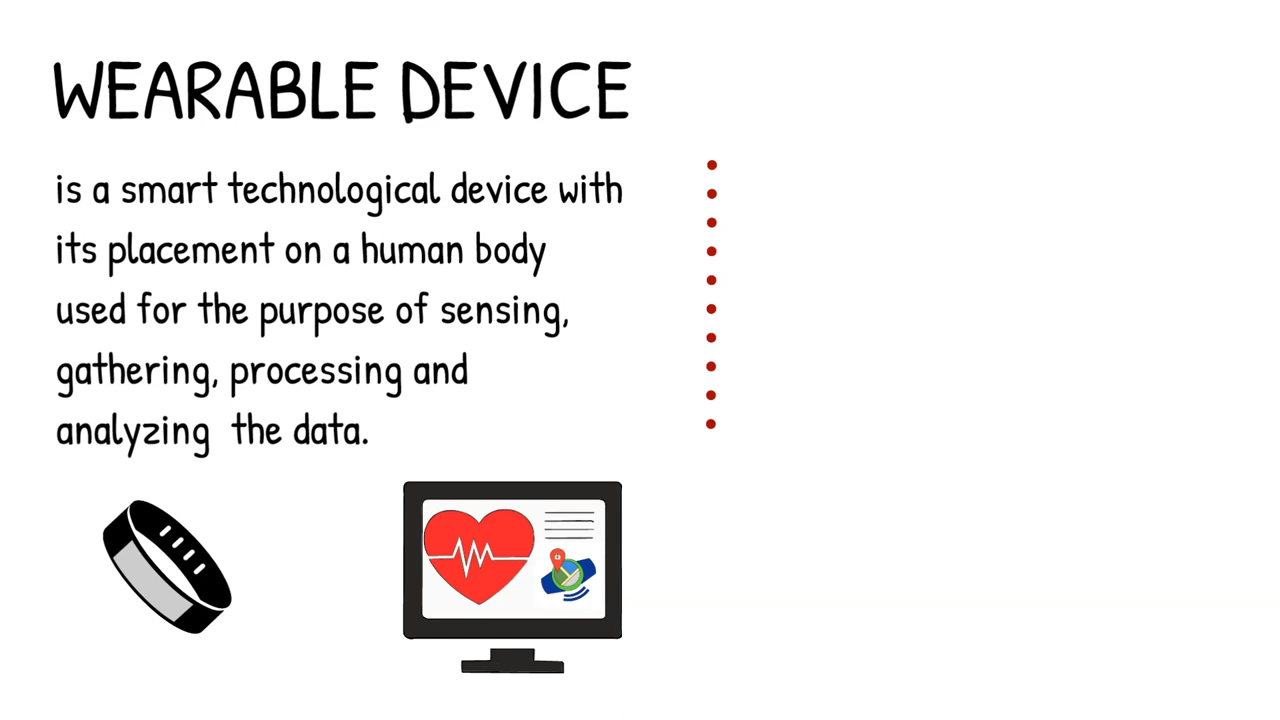 WEARABLE DEVICE
is a smart technological device with
its placement on a human body
used for the purpose of sensing,
gathering, processing and
analyzing the data.